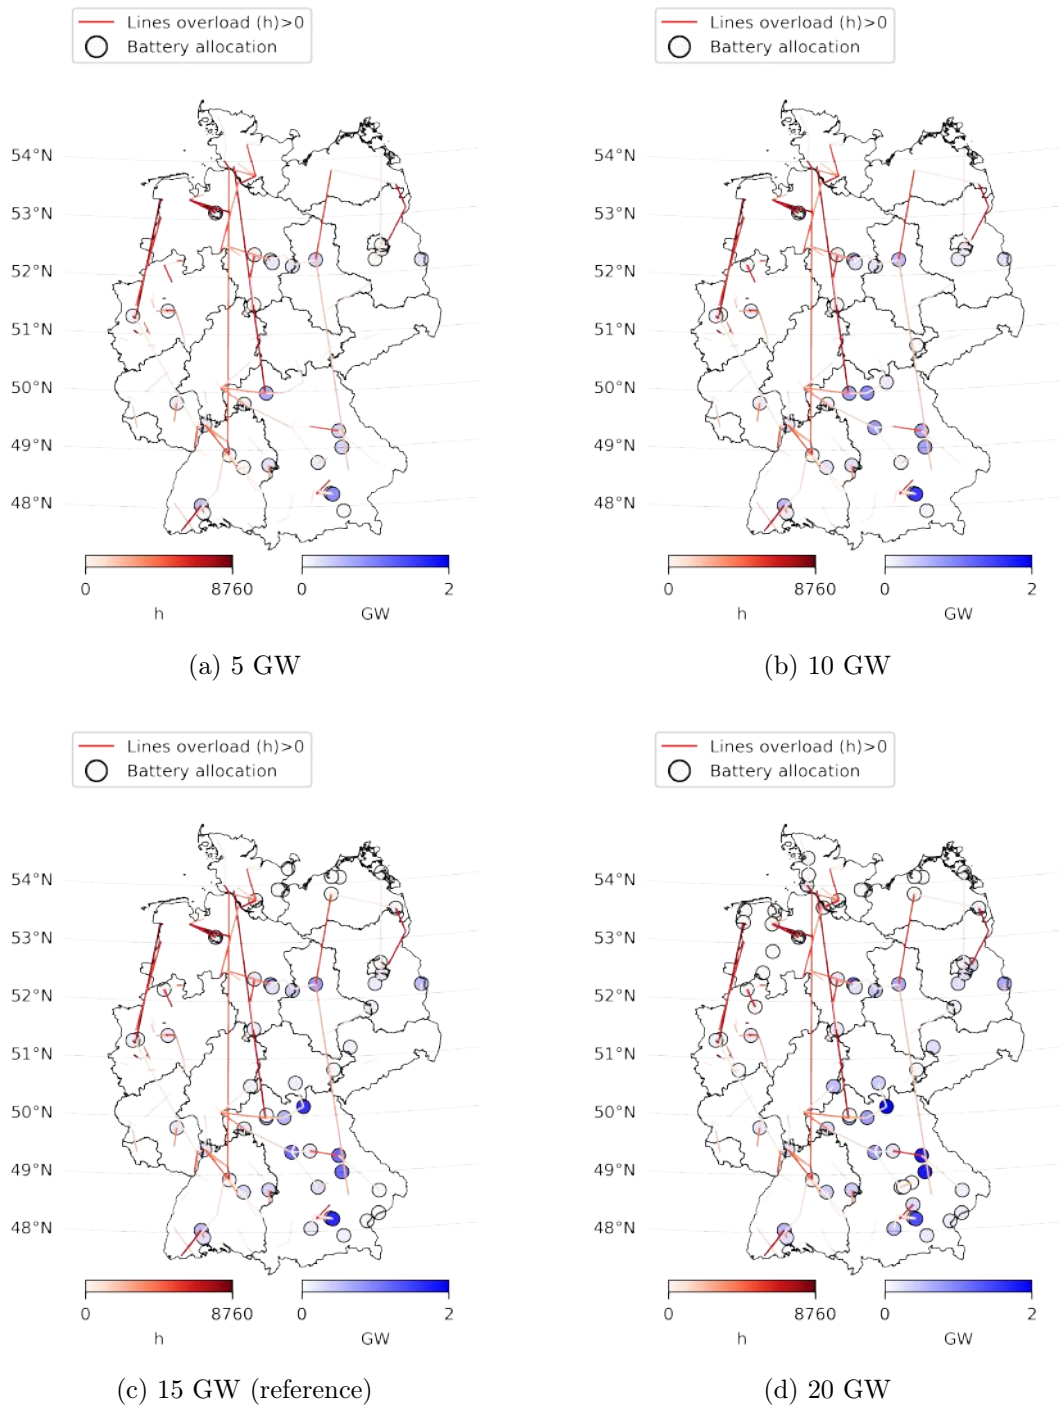 Lines overload (h)>0
Battery allocation
54°N
53°N
52°N
51°N
50°N
49°N
48°N
0 8760
h
0 2
GW
(a) 5 GW
Lines overload (h)>0
Battery allocation
54°N
53°N
52°N
51°N
50°N
49°N
48°N
0 8760
h
0 2
GW
(b) 10 GW
Lines overload (h)>0
Battery allocation
54°N
53°N
52°N
51°N
50°N
49°N
48°N
0 8760
h
0 2
GW
(c) 15 GW (reference)
Lines overload (h)>0
Battery allocation
54°N
53°N
52°N
51°N
50°N
49°N
48°N
0 8760
h
0 2
GW
(d) 20 GW